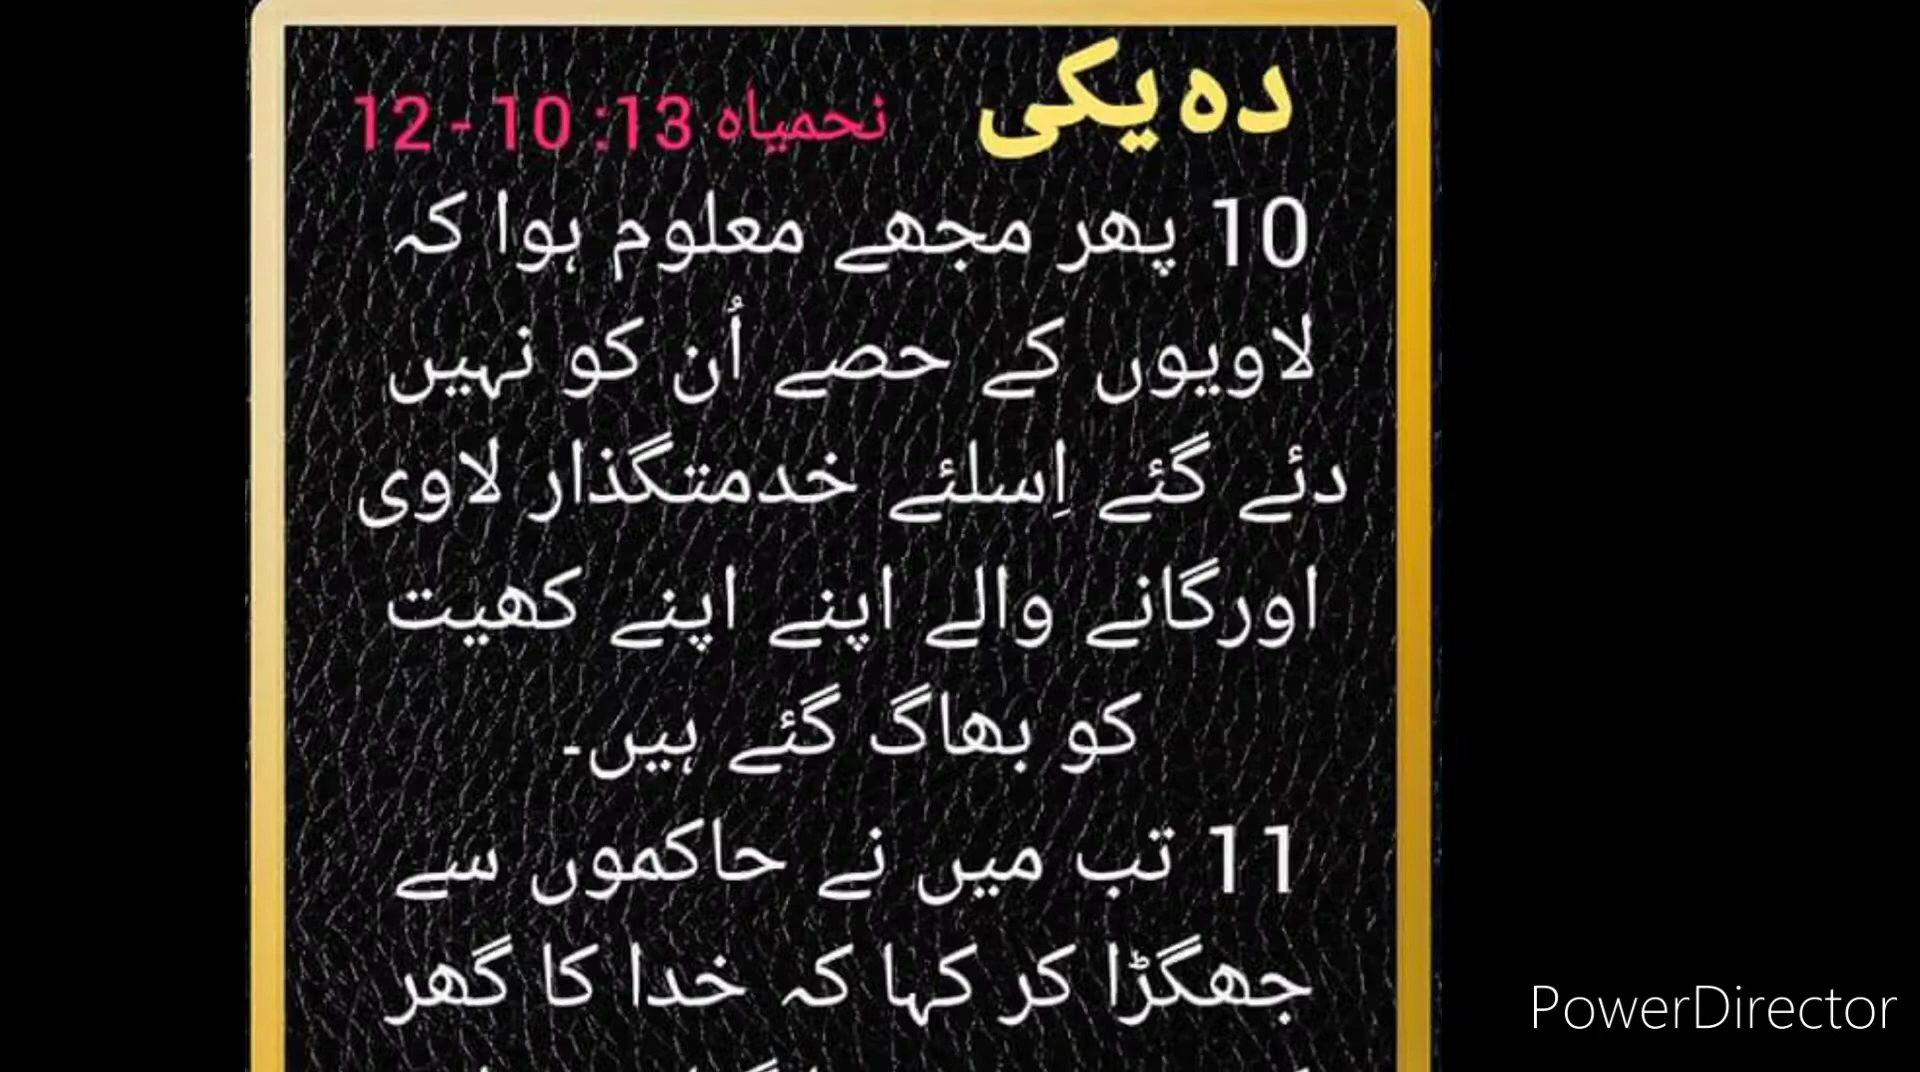 ده یکی
نحمیاہ 13: 10 - 12
10 پھر مجھے معلوم ہوا کہ
لاویوں کے حصے اُن کو نہیں
دئے گئے اِسلئے خدمتگذار لاوی
اورگانے والے اپنے اپنے کھیت
کو بھاگ گئے ہیں۔
11 تب میں نے حاکموں سے
جھگڑا کر کہا کہ خدا کا گھر
PowerDirector